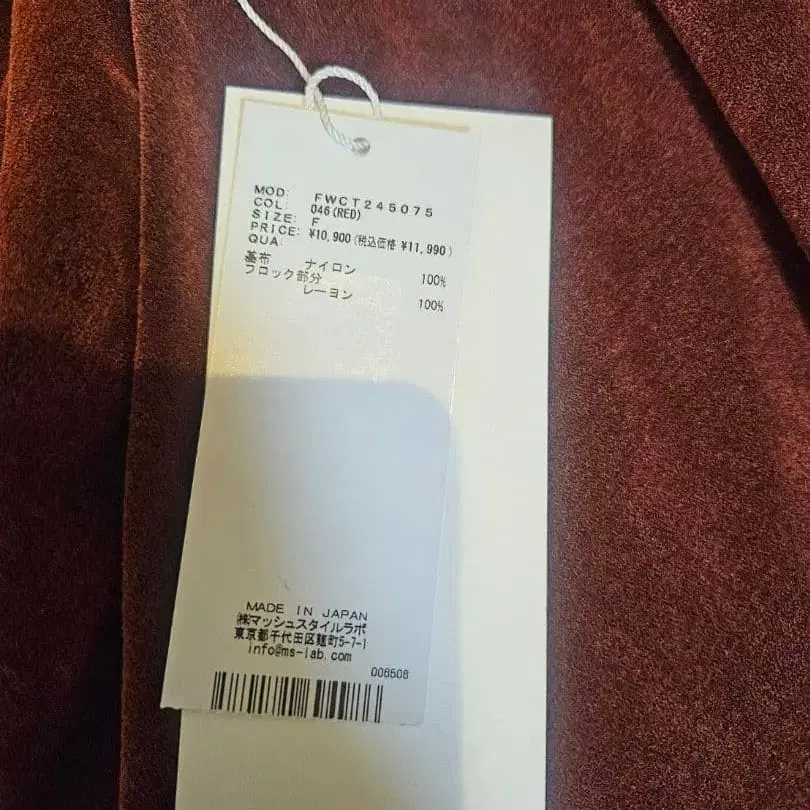 MOD: FWCT245075
COL: 046(RED)
SIZE: F
PRICE: ¥10,900(税込価格 ¥11,990)
QUA:
基布 ナイロン 100%
フロック部分
レーヨン 100%
MADE IN JAPAN
㈱マッシュスタイルラボ
東京都千代田区麹町5-7-1
info@ms-lab.com
006508